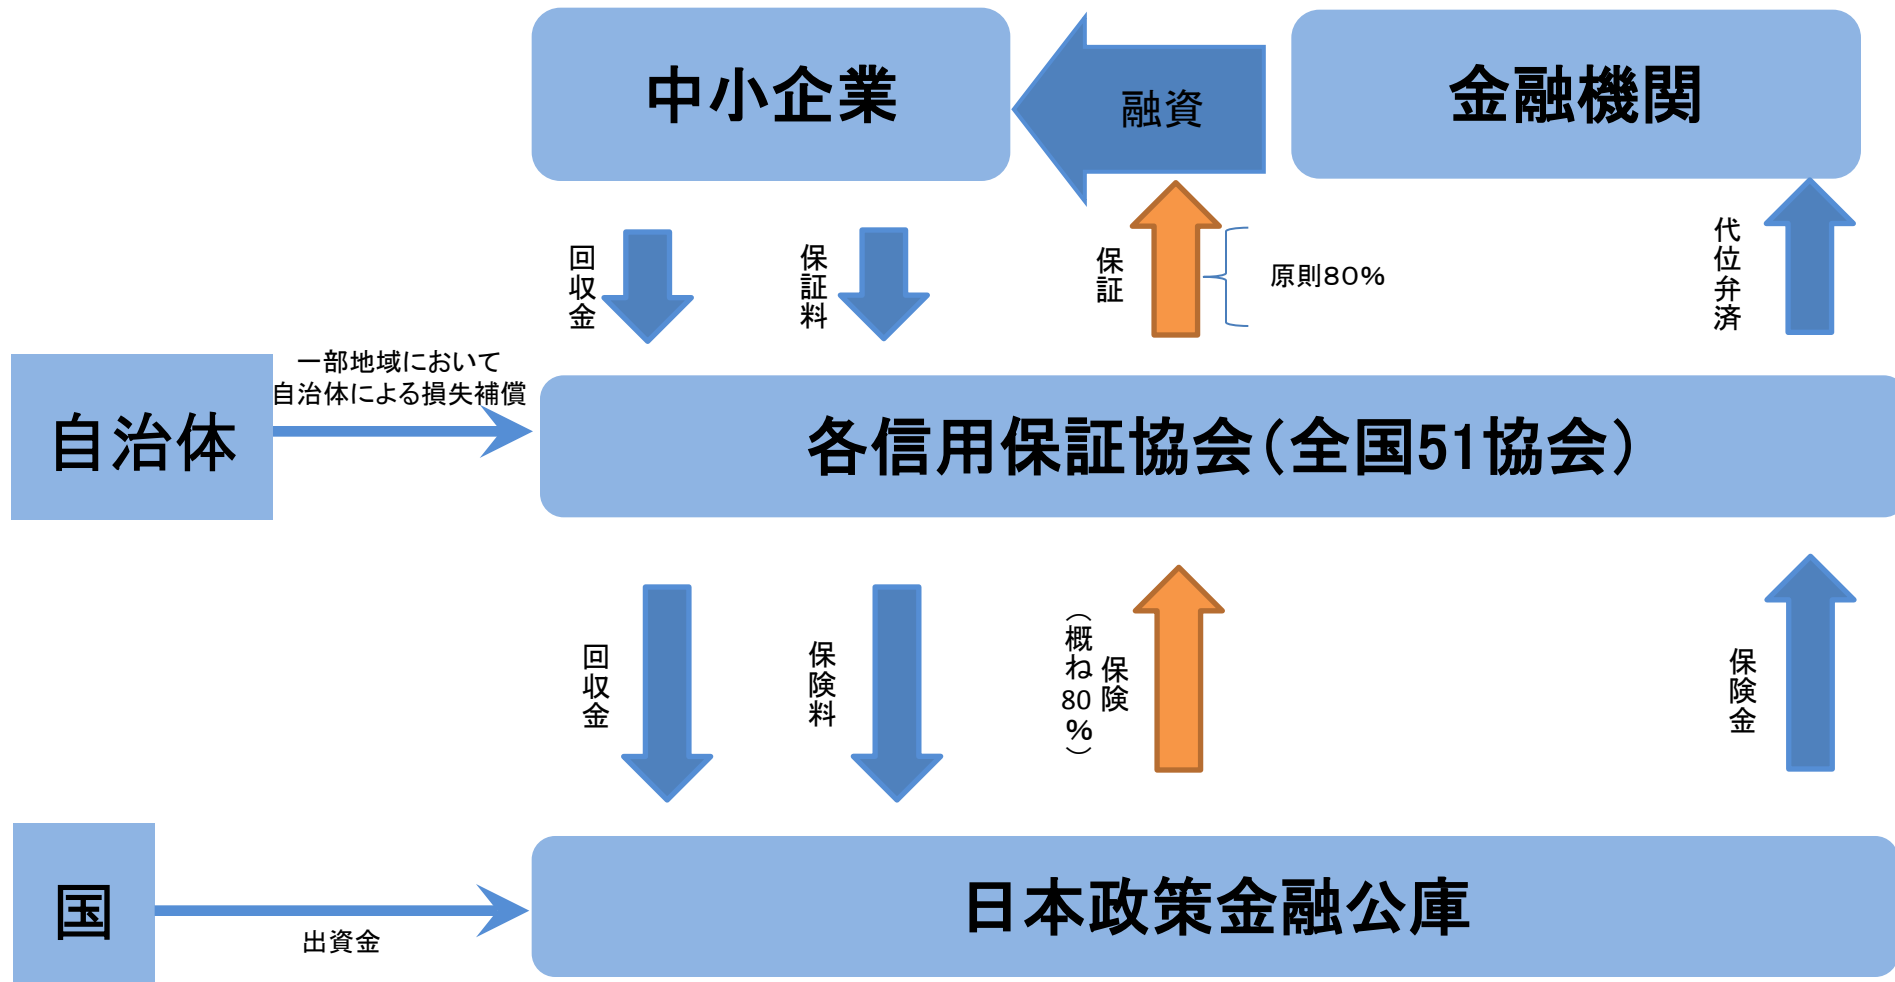 中小企業
融資
金融機関
回収金
保証料
保証
原則80%
代位弁済
一部地域において
自治体による損失補償
自治体
各信用保証協会（全国51協会）
回収金
保険料
保険
（概ね80%）
保険金
国
出資金
日本政策金融公庫